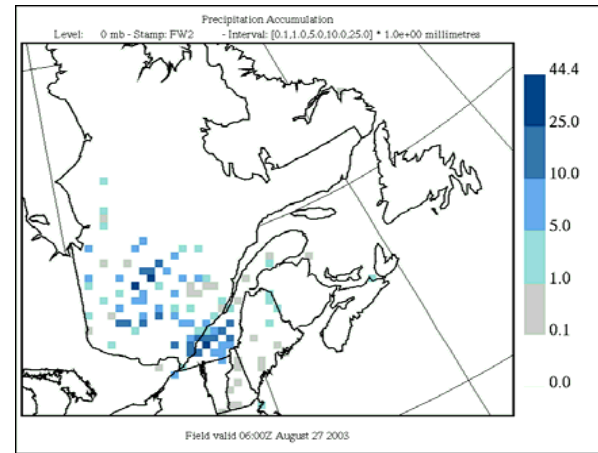 Precipitation Accumulation
Level: 0 mb - Stamp: FW2 - Interval: [0.1,1.0,5.0,10.0,25.0] * 1.0e+00 millimetres
44.4
25.0
10.0
5.0
1.0
0.1
0.0
Field valid 06:00Z August 27 2003